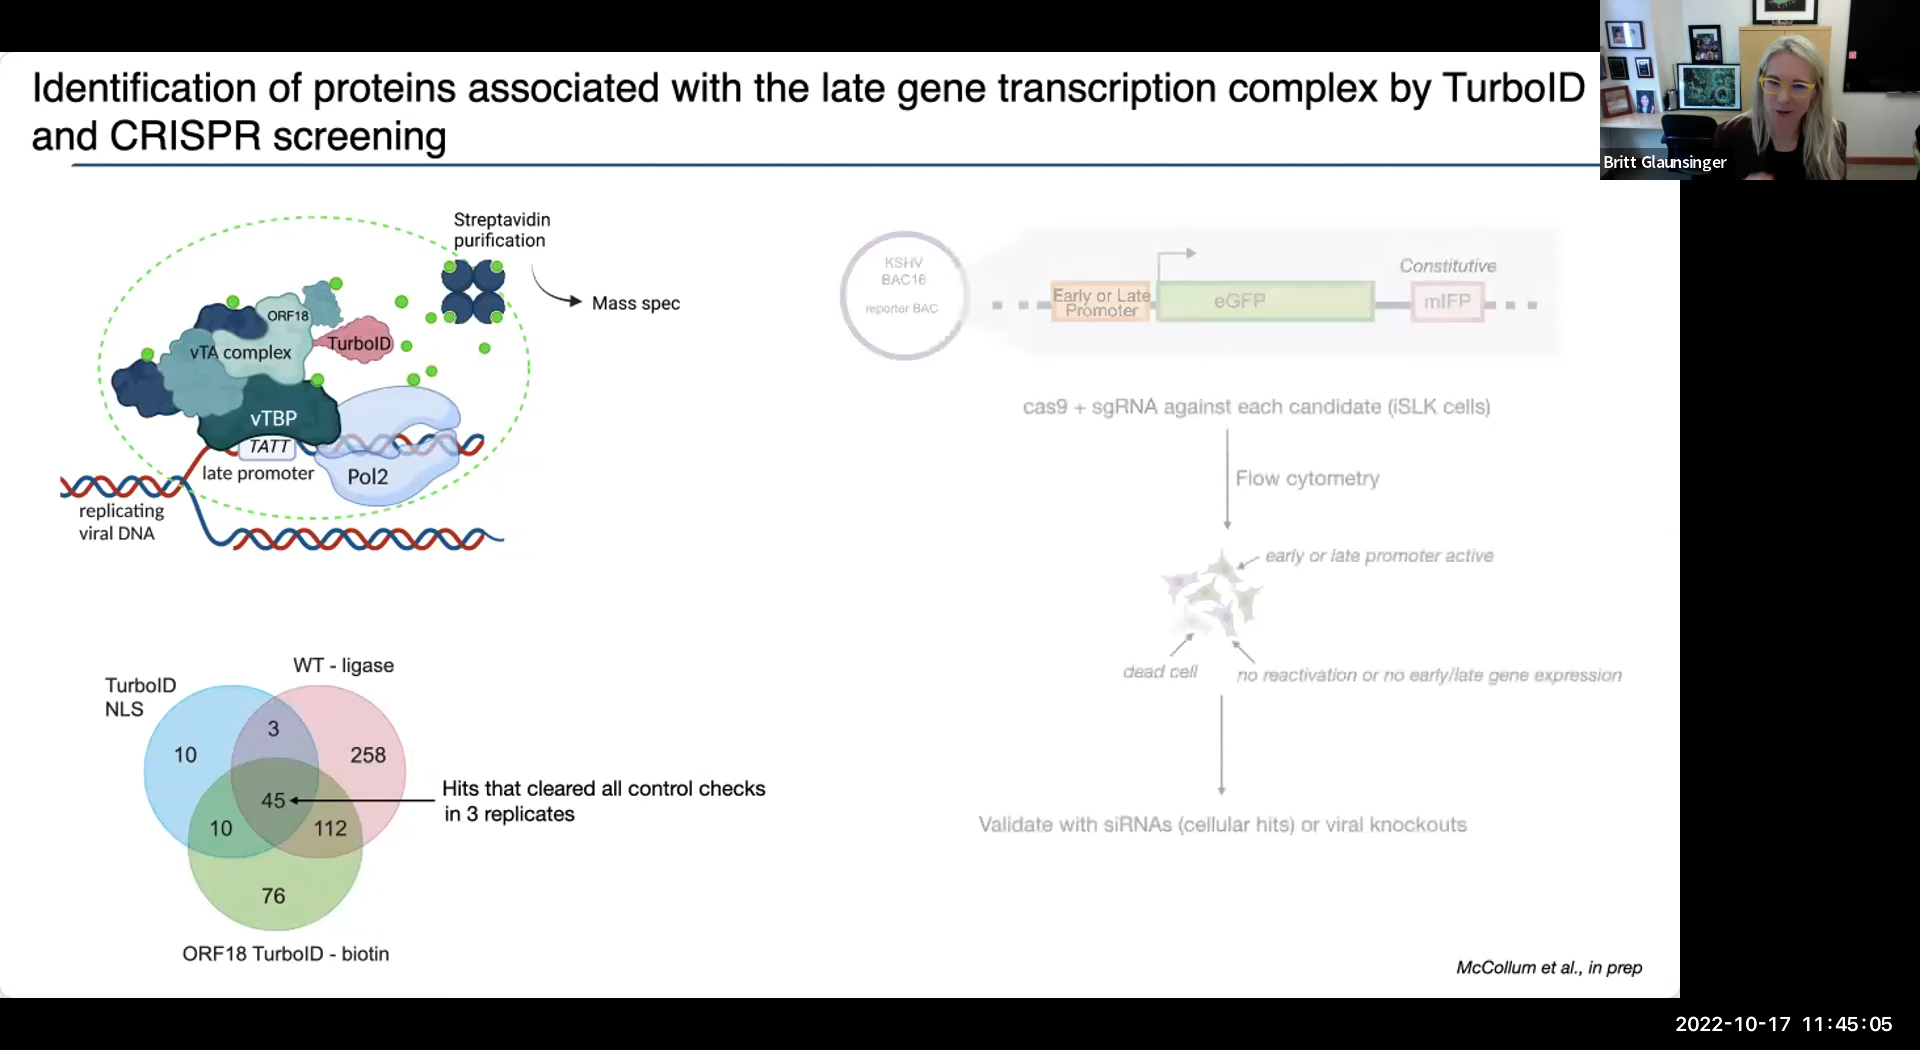 Identification of proteins associated with the late gene transcription complex by TurboID
and CRISPR screening
Britt Glaunsinger
Streptavidin
purification
Mass spec
ORF18
vTA complex
TurboID
vTBP
TATT
late promoter
Pol2
replicating
viral DNA
KSHV
BAC16
reporter BAC
Early or Late
Promoter
eGFP
Constitutive
mIFP
cas9 + sgRNA against each candidate (iSLK cells)
Flow cytometry
early or late promoter active
dead cell
no reactivation or no early/late gene expression
Validate with siRNAs (cellular hits) or viral knockouts
WT - ligase
TurboID
NLS
3
10
258
45
10
112
76
Hits that cleared all control checks
in 3 replicates
ORF18 TurboID - biotin
McCollum et al., in prep
2022-10-17 11:45:05